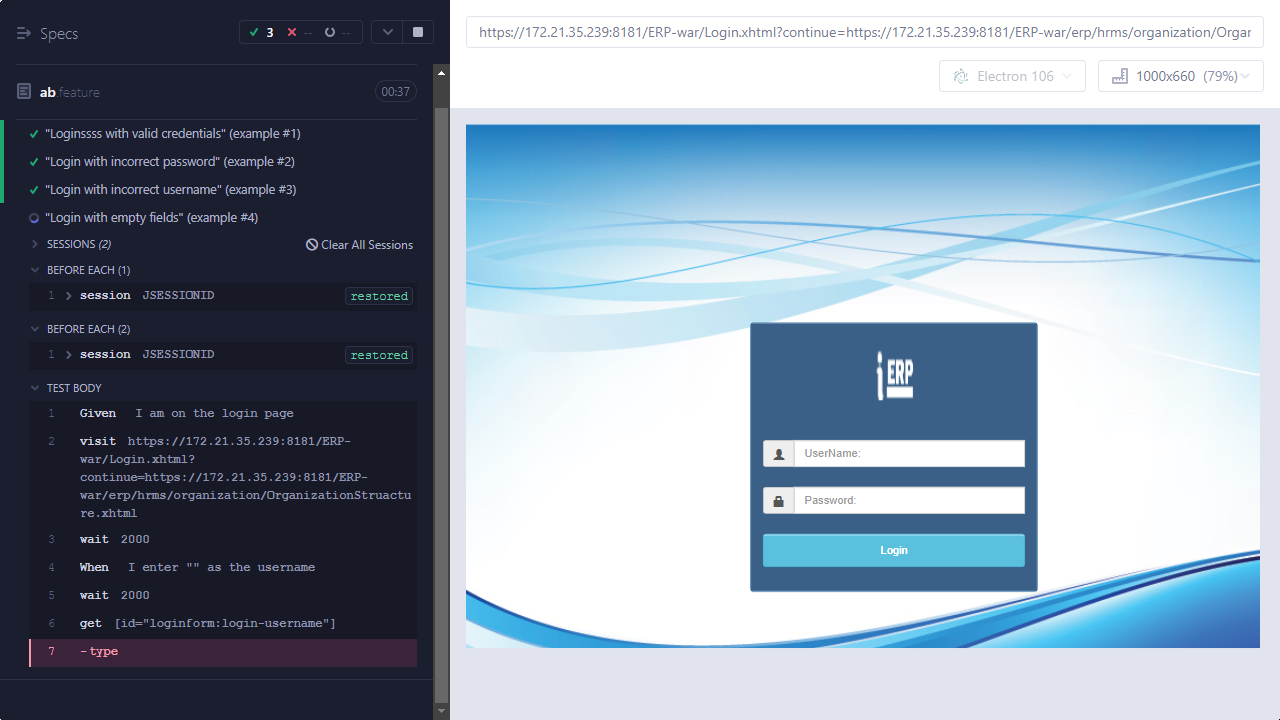 Specs
3
--
--
ab.feature
00:37
"Loginssss with valid credentials" (example #1)
"Login with incorrect password" (example #2)
"Login with incorrect username" (example #3)
"Login with empty fields" (example #4)
SESSIONS (2)
Clear All Sessions
BEFORE EACH (1)
1 session JSESSIONID restored
BEFORE EACH (2)
1 session JSESSIONID restored
TEST BODY
1 Given I am on the login page
2 visit https://172.21.35.239:8181/ERP-
war/Login.xhtml?
continue=https://172.21.35.239:8181/ERP-
war/erp/hrms/organization/OrganizationStruactu
re.xhtml
3 wait 2000
4 When I enter "" as the username
5 wait 2000
6 get [id="loginform:login-username"]
7 -type
https://172.21.35.239:8181/ERP-war/Login.xhtml?continue=https://172.21.35.239:8181/ERP-war/erp/hrms/organization/Organ
Electron 106
1000x660 (79%)
i ERP
UserName:
Password:
Login